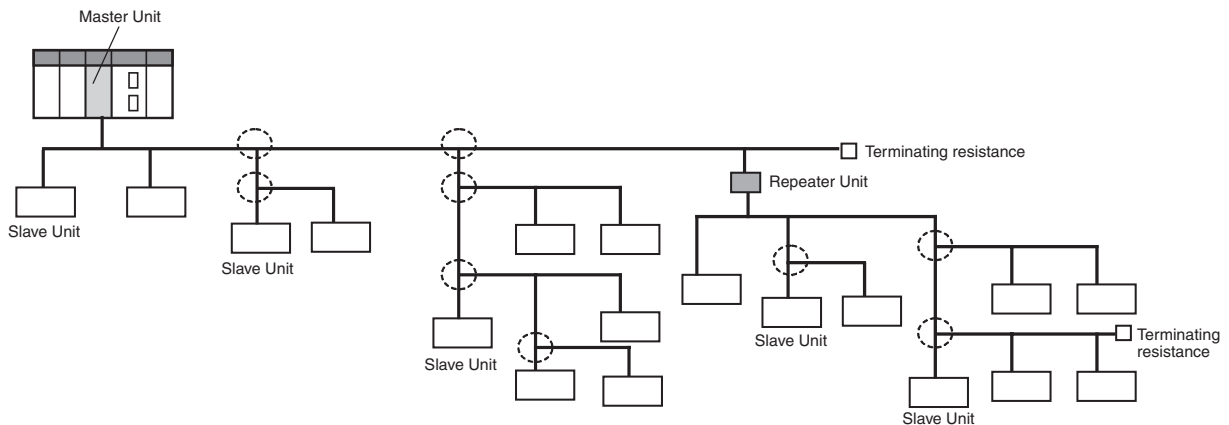 Master Unit
Terminating resistance
Repeater Unit
Slave Unit
Slave Unit
Slave Unit
Slave Unit
Terminating
resistance
Slave Unit